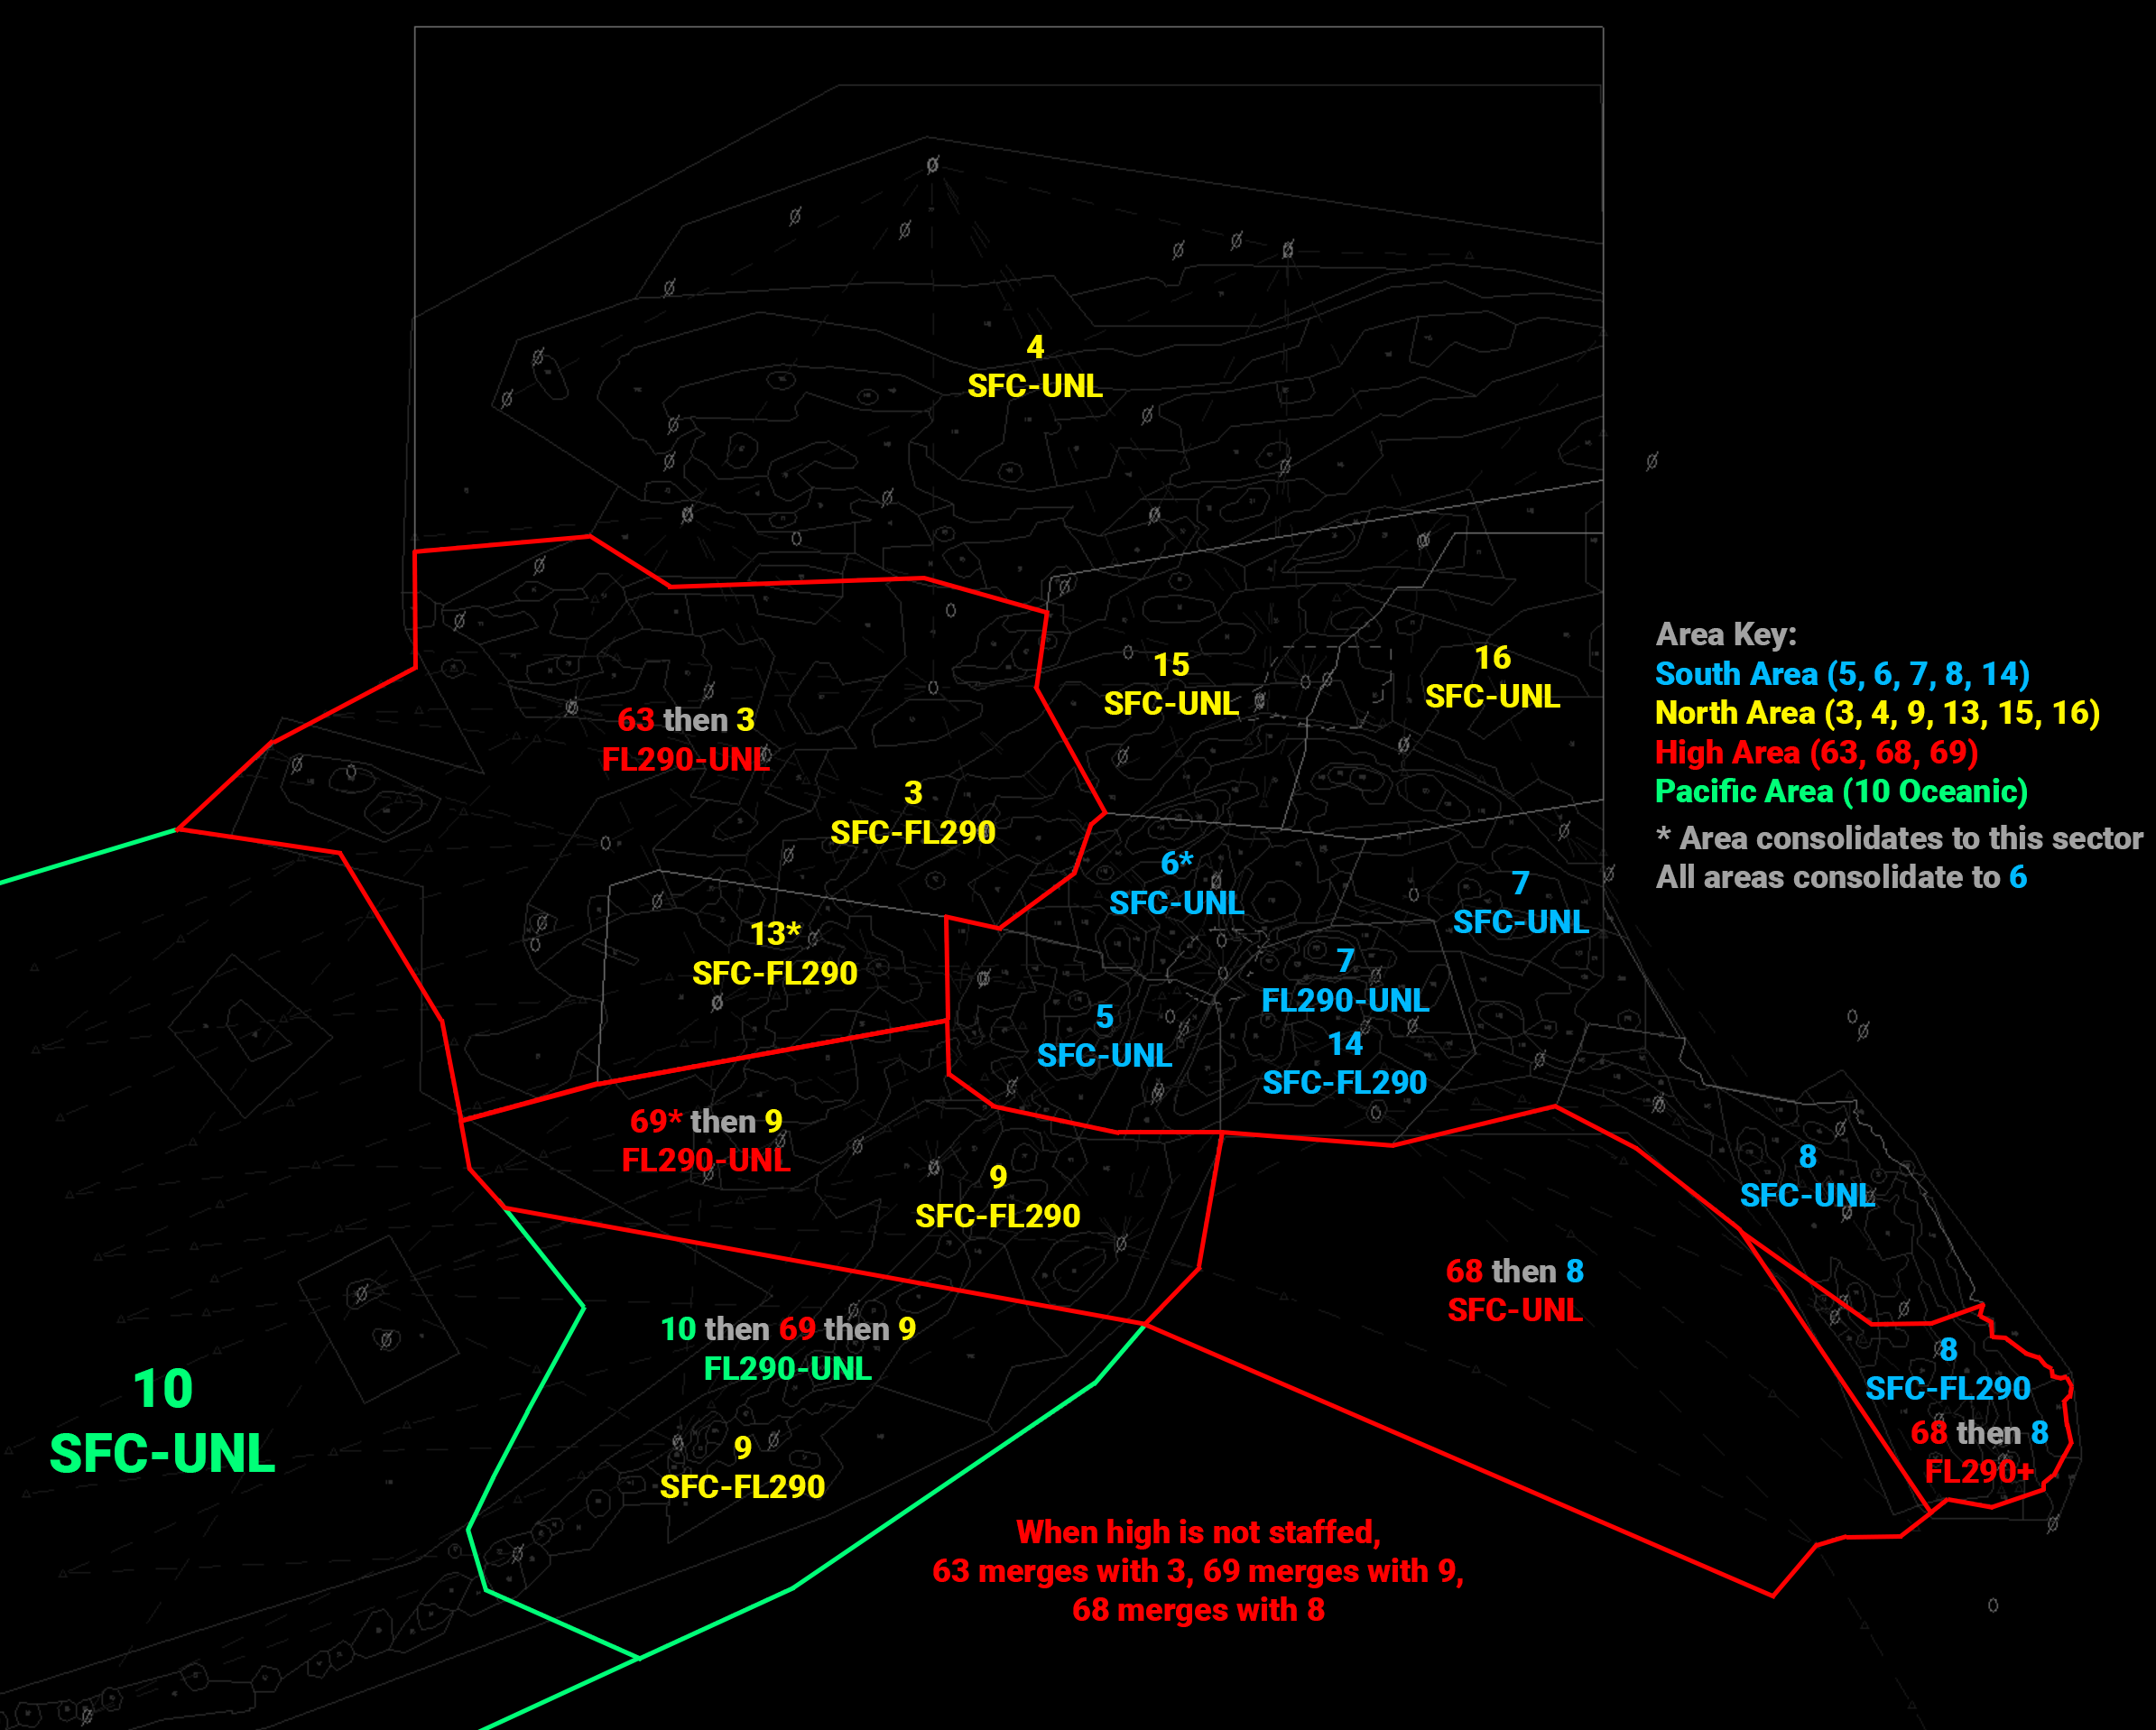 4
SFC-UNL
15
SFC-UNL
16
SFC-UNL
63 then 3
FL290-UNL
3
SFC-FL290
6*
SFC-UNL
7
SFC-UNL
13*
SFC-FL290
7
FL290-UNL
14
SFC-FL290
5
SFC-UNL
69* then 9
FL290-UNL
9
SFC-FL290
8
SFC-UNL
68 then 8
SFC-UNL
10 then 69 then 9
FL290-UNL
9
SFC-FL290
10
SFC-UNL
8
SFC-FL290
68 then 8
FL290+
When high is not staffed,
63 merges with 3, 69 merges with 9,
68 merges with 8
Area Key:
South Area (5, 6, 7, 8, 14)
North Area (3, 4, 9, 13, 15, 16)
High Area (63, 68, 69)
Pacific Area (10 Oceanic)
* Area consolidates to this sector
All areas consolidate to 6